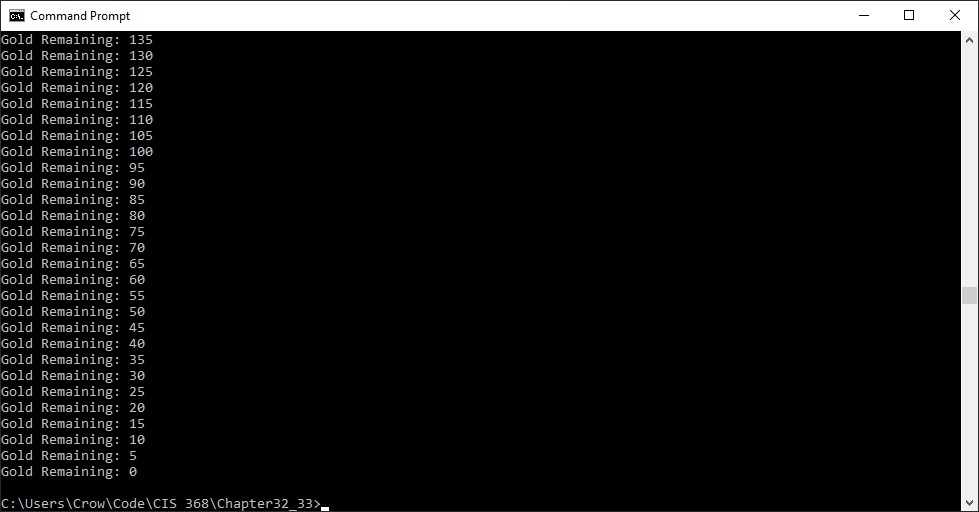 Command Prompt
Gold Remaining: 135
Gold Remaining: 130
Gold Remaining: 125
Gold Remaining: 120
Gold Remaining: 115
Gold Remaining: 110
Gold Remaining: 105
Gold Remaining: 100
Gold Remaining: 95
Gold Remaining: 90
Gold Remaining: 85
Gold Remaining: 80
Gold Remaining: 75
Gold Remaining: 70
Gold Remaining: 65
Gold Remaining: 60
Gold Remaining: 55
Gold Remaining: 50
Gold Remaining: 45
Gold Remaining: 40
Gold Remaining: 35
Gold Remaining: 30
Gold Remaining: 25
Gold Remaining: 20
Gold Remaining: 15
Gold Remaining: 10
Gold Remaining: 5
Gold Remaining: 0
C:\Users\Crow\Code\CIS 368\Chapter32_33>